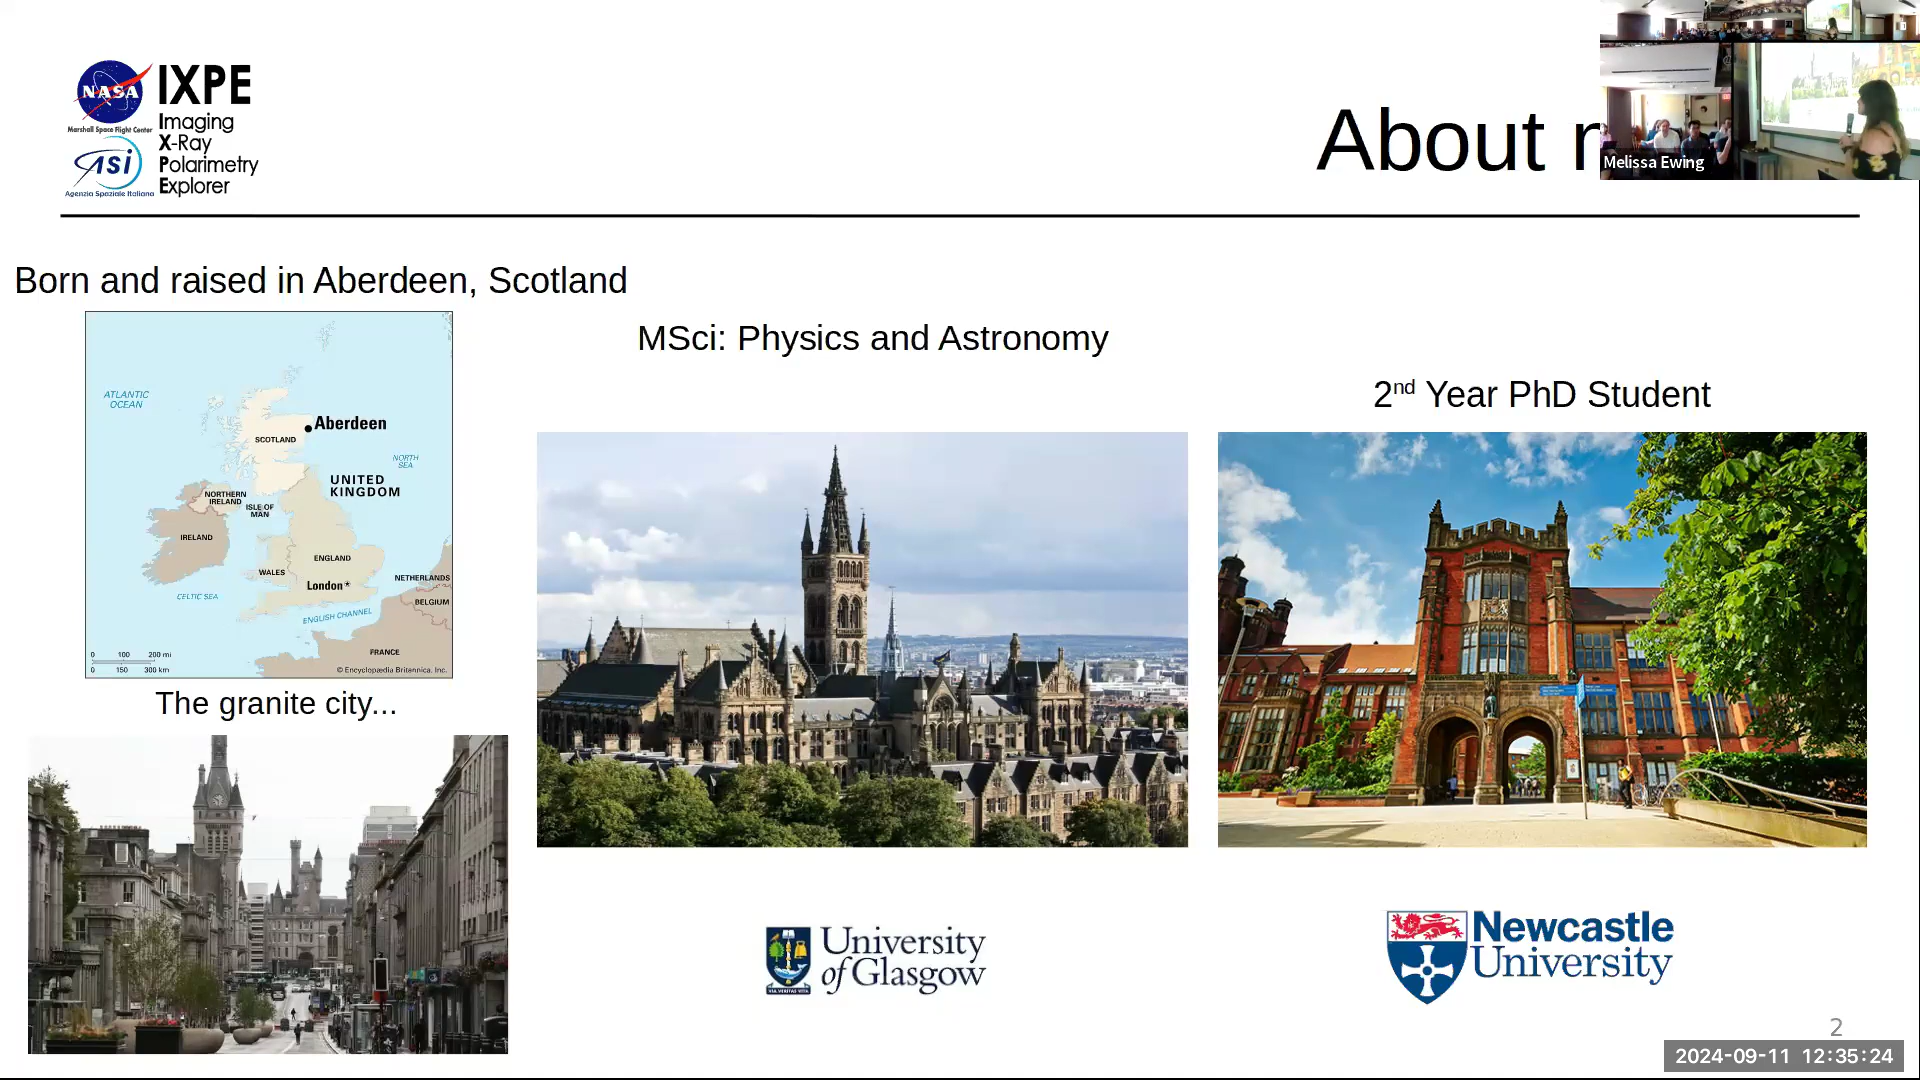 NASA
Marshall Space Flight Center
asi
Agenzia Spaziale Italiana
IXPE
Imaging
X-Ray
Polarimetry
Explorer
About
Melissa Ewing
Born and raised in Aberdeen, Scotland
MSci: Physics and Astronomy
2nd Year PhD Student
ATLANTIC
OCEAN
Aberdeen
SCOTLAND
NORTH
SEA
UNITED
KINGDOM
NORTHERN
IRELAND
ISLE OF
MAN
IRELAND
ENGLAND
WALES
London*
NETHERLANDS
CELTIC SEA
BELGIUM
ENGLISH CHANNEL
FRANCE
0 100 200 mi
0 150 300 km
© Encyclopædia Britannica, Inc.
The granite city...
University
of Glasgow
VIA VERITAS VITA
Newcastle
University
2
2024-09-11 12:35:24